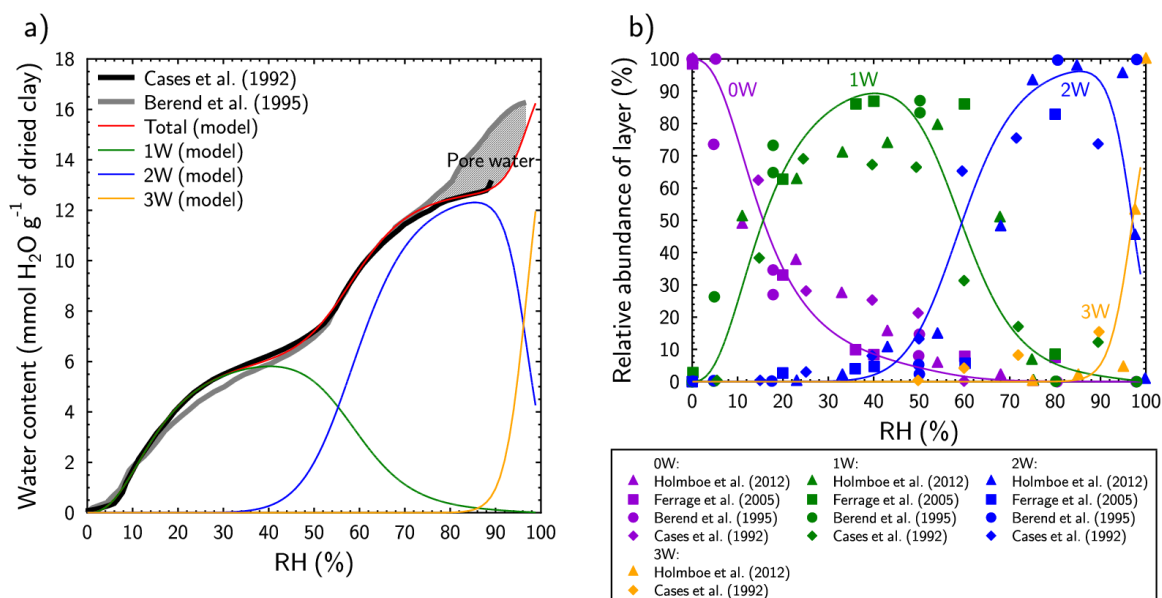 a)
18
16
14
12
10
8
6
4
2
0
Water content (mmol H₂O g⁻¹ of dried clay)
Cases et al. (1992)
Berend et al. (1995)
Total (model)
1W (model)
2W (model)
3W (model)
Pore water
0 10 20 30 40 50 60 70 80 90 100
RH (%)
b)
100
90
80
70
60
50
40
30
20
10
0
Relative abundance of layer (%)
0W
1W
2W
3W
0 10 20 30 40 50 60 70 80 90 100
RH (%)
0W:
Holmboe et al. (2012)
Ferrage et al. (2005)
Berend et al. (1995)
Cases et al. (1992)
3W:
Holmboe et al. (2012)
Cases et al. (1992)
1W:
Holmboe et al. (2012)
Ferrage et al. (2005)
Berend et al. (1995)
Cases et al. (1992)
2W:
Holmboe et al. (2012)
Ferrage et al. (2005)
Berend et al. (1995)
Cases et al. (1992)